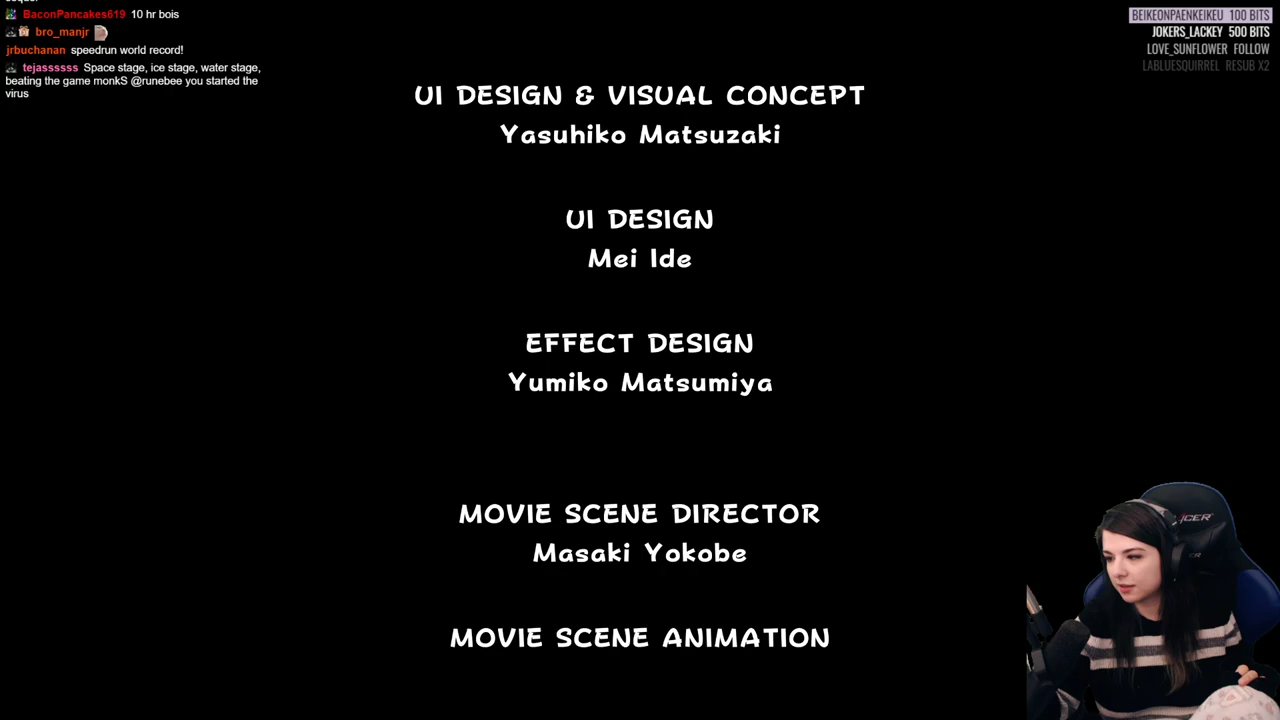 BaconPancakes619 10 hr bois
bro_manjr
jrbuchanan speedrun world record!
tejassssss Space stage, ice stage, water stage,
beating the game monkS @runebee you started the
virus
BEIKEONPAENKEIKEU 100 BITS
JOKERS_LACKEY 500 BITS
LOVE_SUNFLOWER FOLLOW
LABLUESQUIRREL RESUB X2
UI DESIGN & VISUAL CONCEPT
Yasuhiko Matsuzaki
UI DESIGN
Mei Ide
EFFECT DESIGN
Yumiko Matsumiya
MOVIE SCENE DIRECTOR
Masaki Yokobe
MOVIE SCENE ANIMATION